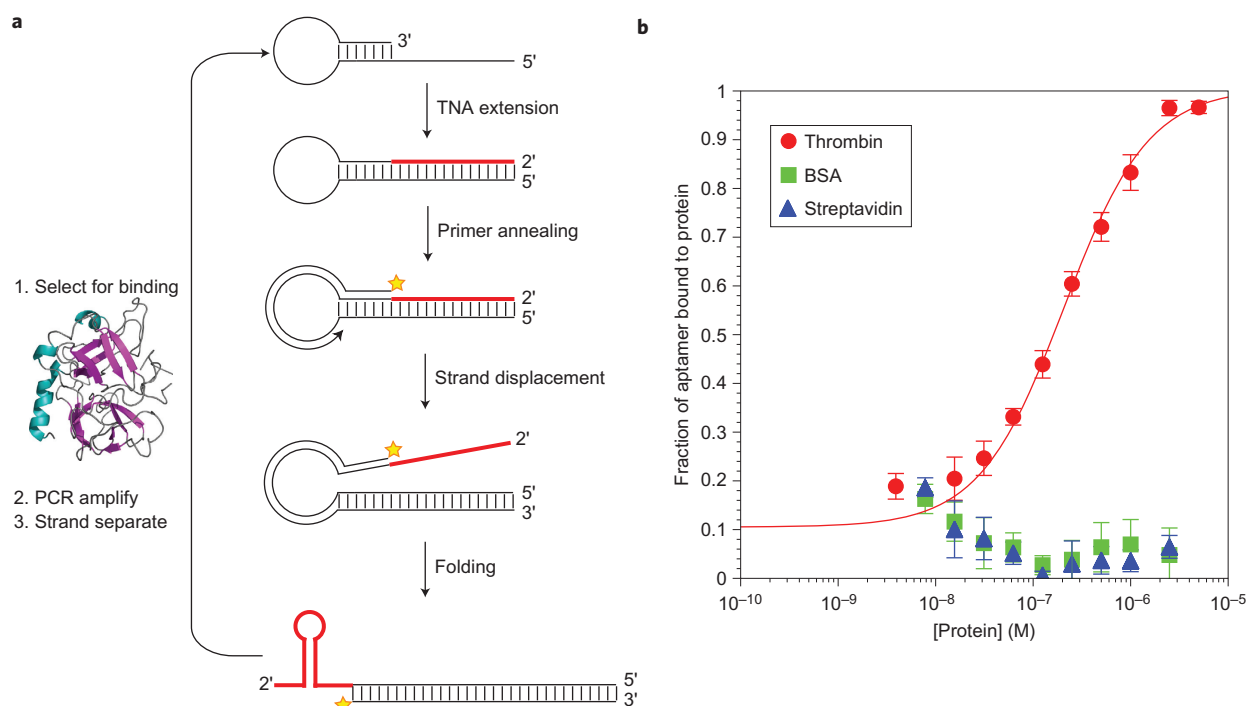 a
3'
5'
TNA extension
2'
5'
Primer annealing
2'
5'
1. Select for binding
Strand displacement
2'
5'
3'
2. PCR amplify
3. Strand separate
Folding
2'
5'
3'
b
Fraction of aptamer bound to protein
1
0.9
0.8
0.7
0.6
0.5
0.4
0.3
0.2
0.1
0
Thrombin
BSA
Streptavidin
10–10
10–9
10–8
10–7
10–6
10–5
[Protein] (M)